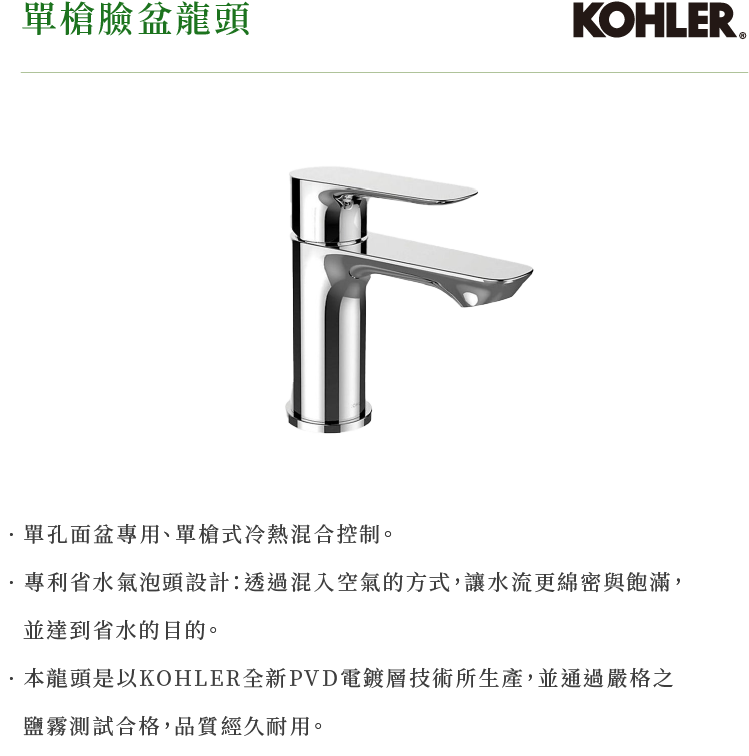 單槍臉盆龍頭
KOHLER®
· 單孔面盆專用、單槍式冷熱混合控制。
· 專利省水氣泡頭設計：透過混入空氣的方式，讓水流更綿密與飽滿，
並達到省水的目的。
· 本龍頭是以KOHLER全新PVD電鍍層技術所生產，並通過嚴格之
鹽霧測試合格，品質經久耐用。